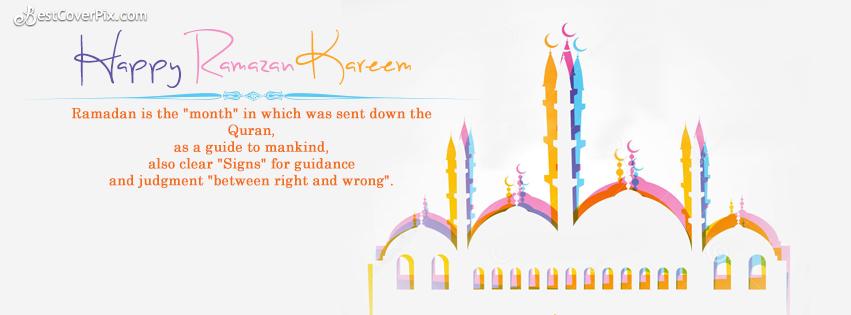 BestCoverPix.com
Happy Ramazan Kareem
Ramadan is the "month" in which was sent down the
Quran,
as a guide to mankind,
also clear "Signs" for guidance
and judgment "between right and wrong".